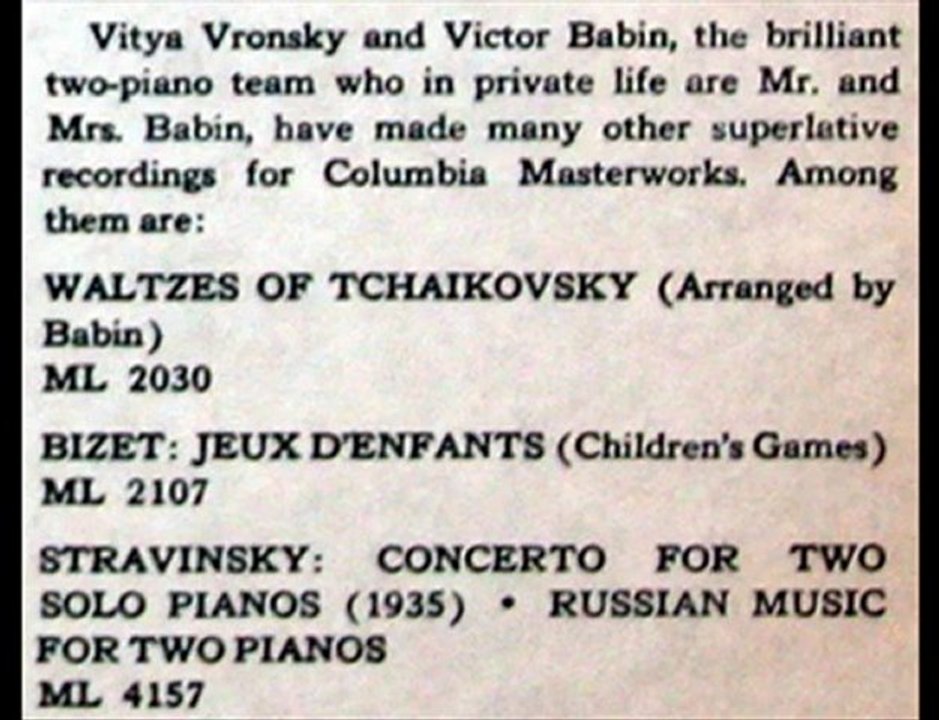 Vitya Vronsky and Victor Babin, the brilliant
two-piano team who in private life are Mr. and
Mrs. Babin, have made many other superlative
recordings for Columbia Masterworks. Among
them are:
WALTZES OF TCHAIKOVSKY (Arranged by
Babin)
ML 2030
BIZET: JEUX D'ENFANTS (Children's Games)
ML 2107
STRAVINSKY: CONCERTO FOR TWO
SOLO PIANOS (1935) • RUSSIAN MUSIC
FOR TWO PIANOS
ML 4157